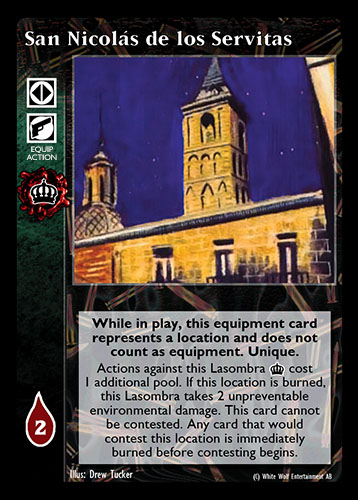 San Nicolás de los Servitas
EQUIP
ACTION
While in play, this equipment card
represents a location and does not
count as equipment. Unique.
Actions against this Lasombra cost
1 additional pool. If this location is burned,
this Lasombra takes 2 unpreventable
environmental damage. This card cannot
be contested. Any card that would
contest this location is immediately
burned before contesting begins.
2
Illus: Drew Tucker
(C) White Wolf Entertainment AB